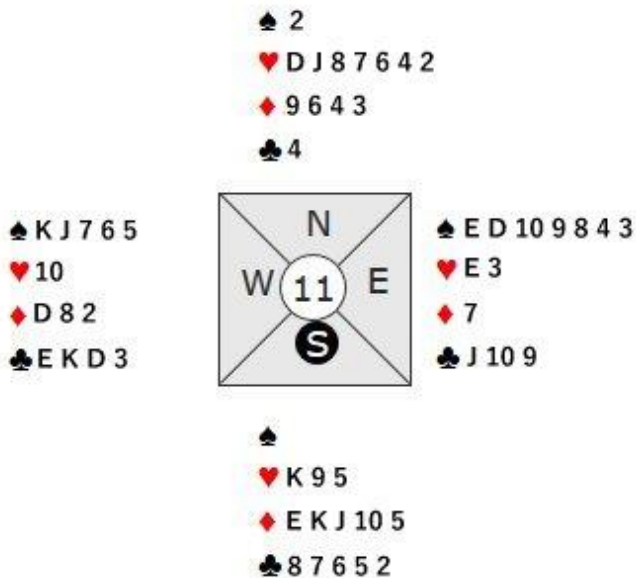 ♠ 2
♥ D J 8 7 6 4 2
♦ 9 6 4 3
♣ 4
♠ K J 7 6 5
♥ 10
♦ D 8 2
♣ E K D 3
N
W 11 E
S
♠ E D 10 9 8 4 3
♥ E 3
♦ 7
♣ J 10 9
♠
♥ K 9 5
♦ E K J 10 5
♣ 8 7 6 5 2